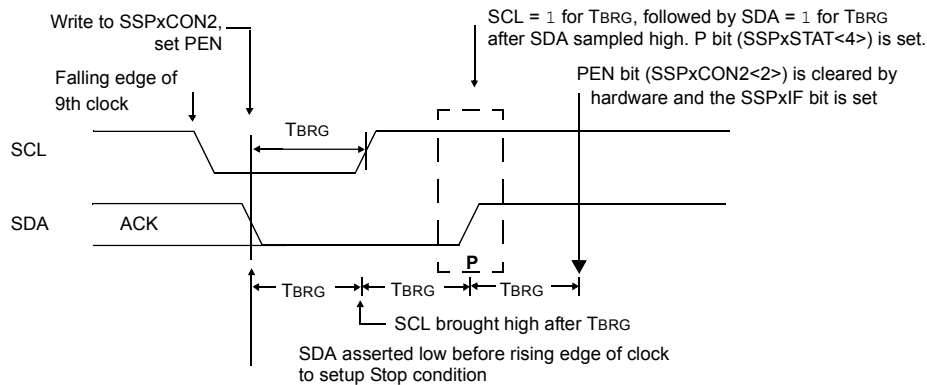 Write to SSPxCON2,
set PEN
SCL = 1 for TBRG, followed by SDA = 1 for TBRG
after SDA sampled high. P bit (SSPxSTAT<4>) is set.
Falling edge of
9th clock
PEN bit (SSPxCON2<2>) is cleared by
hardware and the SSPxIF bit is set
TBRG
SCL
SDA
ACK
P
TBRG
TBRG
TBRG
SCL brought high after TBRG
SDA asserted low before rising edge of clock
to setup Stop condition